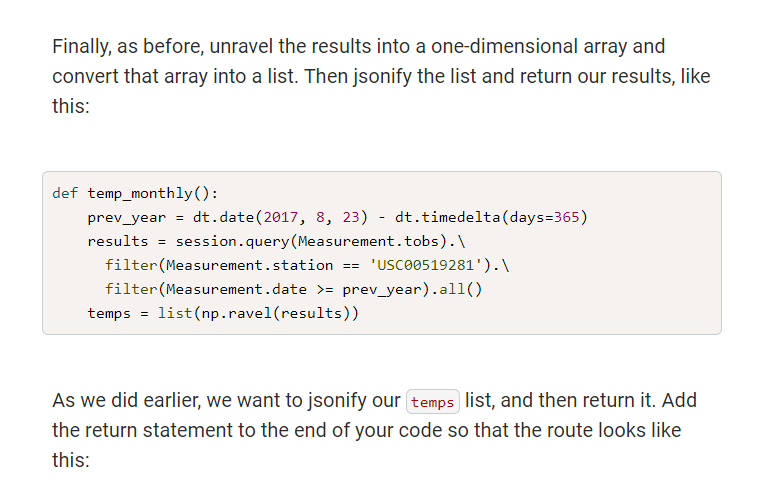 Finally, as before, unravel the results into a one-dimensional array and
convert that array into a list. Then jsonify the list and return our results, like
this:
def temp_monthly():
    prev_year = dt.date(2017, 8, 23) - dt.timedelta(days=365)
    results = session.query(Measurement.tobs).\
      filter(Measurement.station == 'USC00519281').\
      filter(Measurement.date >= prev_year).all()
    temps = list(np.ravel(results))
As we did earlier, we want to jsonify our temps list, and then return it. Add
the return statement to the end of your code so that the route looks like
this: